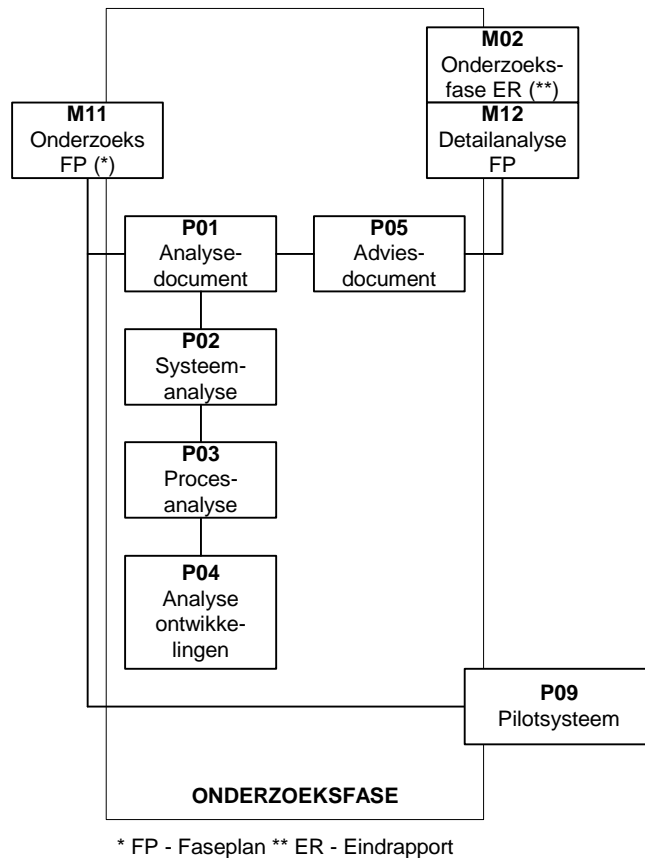 M02
Onderzoeks-
fase ER (**)
M11
Onderzoeks
FP (*)
M12
Detailanalyse
FP
P01
Analyse-
document
P05
Advies-
document
P02
Systeem-
analyse
P03
Proces-
analyse
P04
Analyse
ontwikke-
lingen
P09
Pilotsysteem
ONDERZOEKSFASE
* FP - Faseplan ** ER - Eindrapport